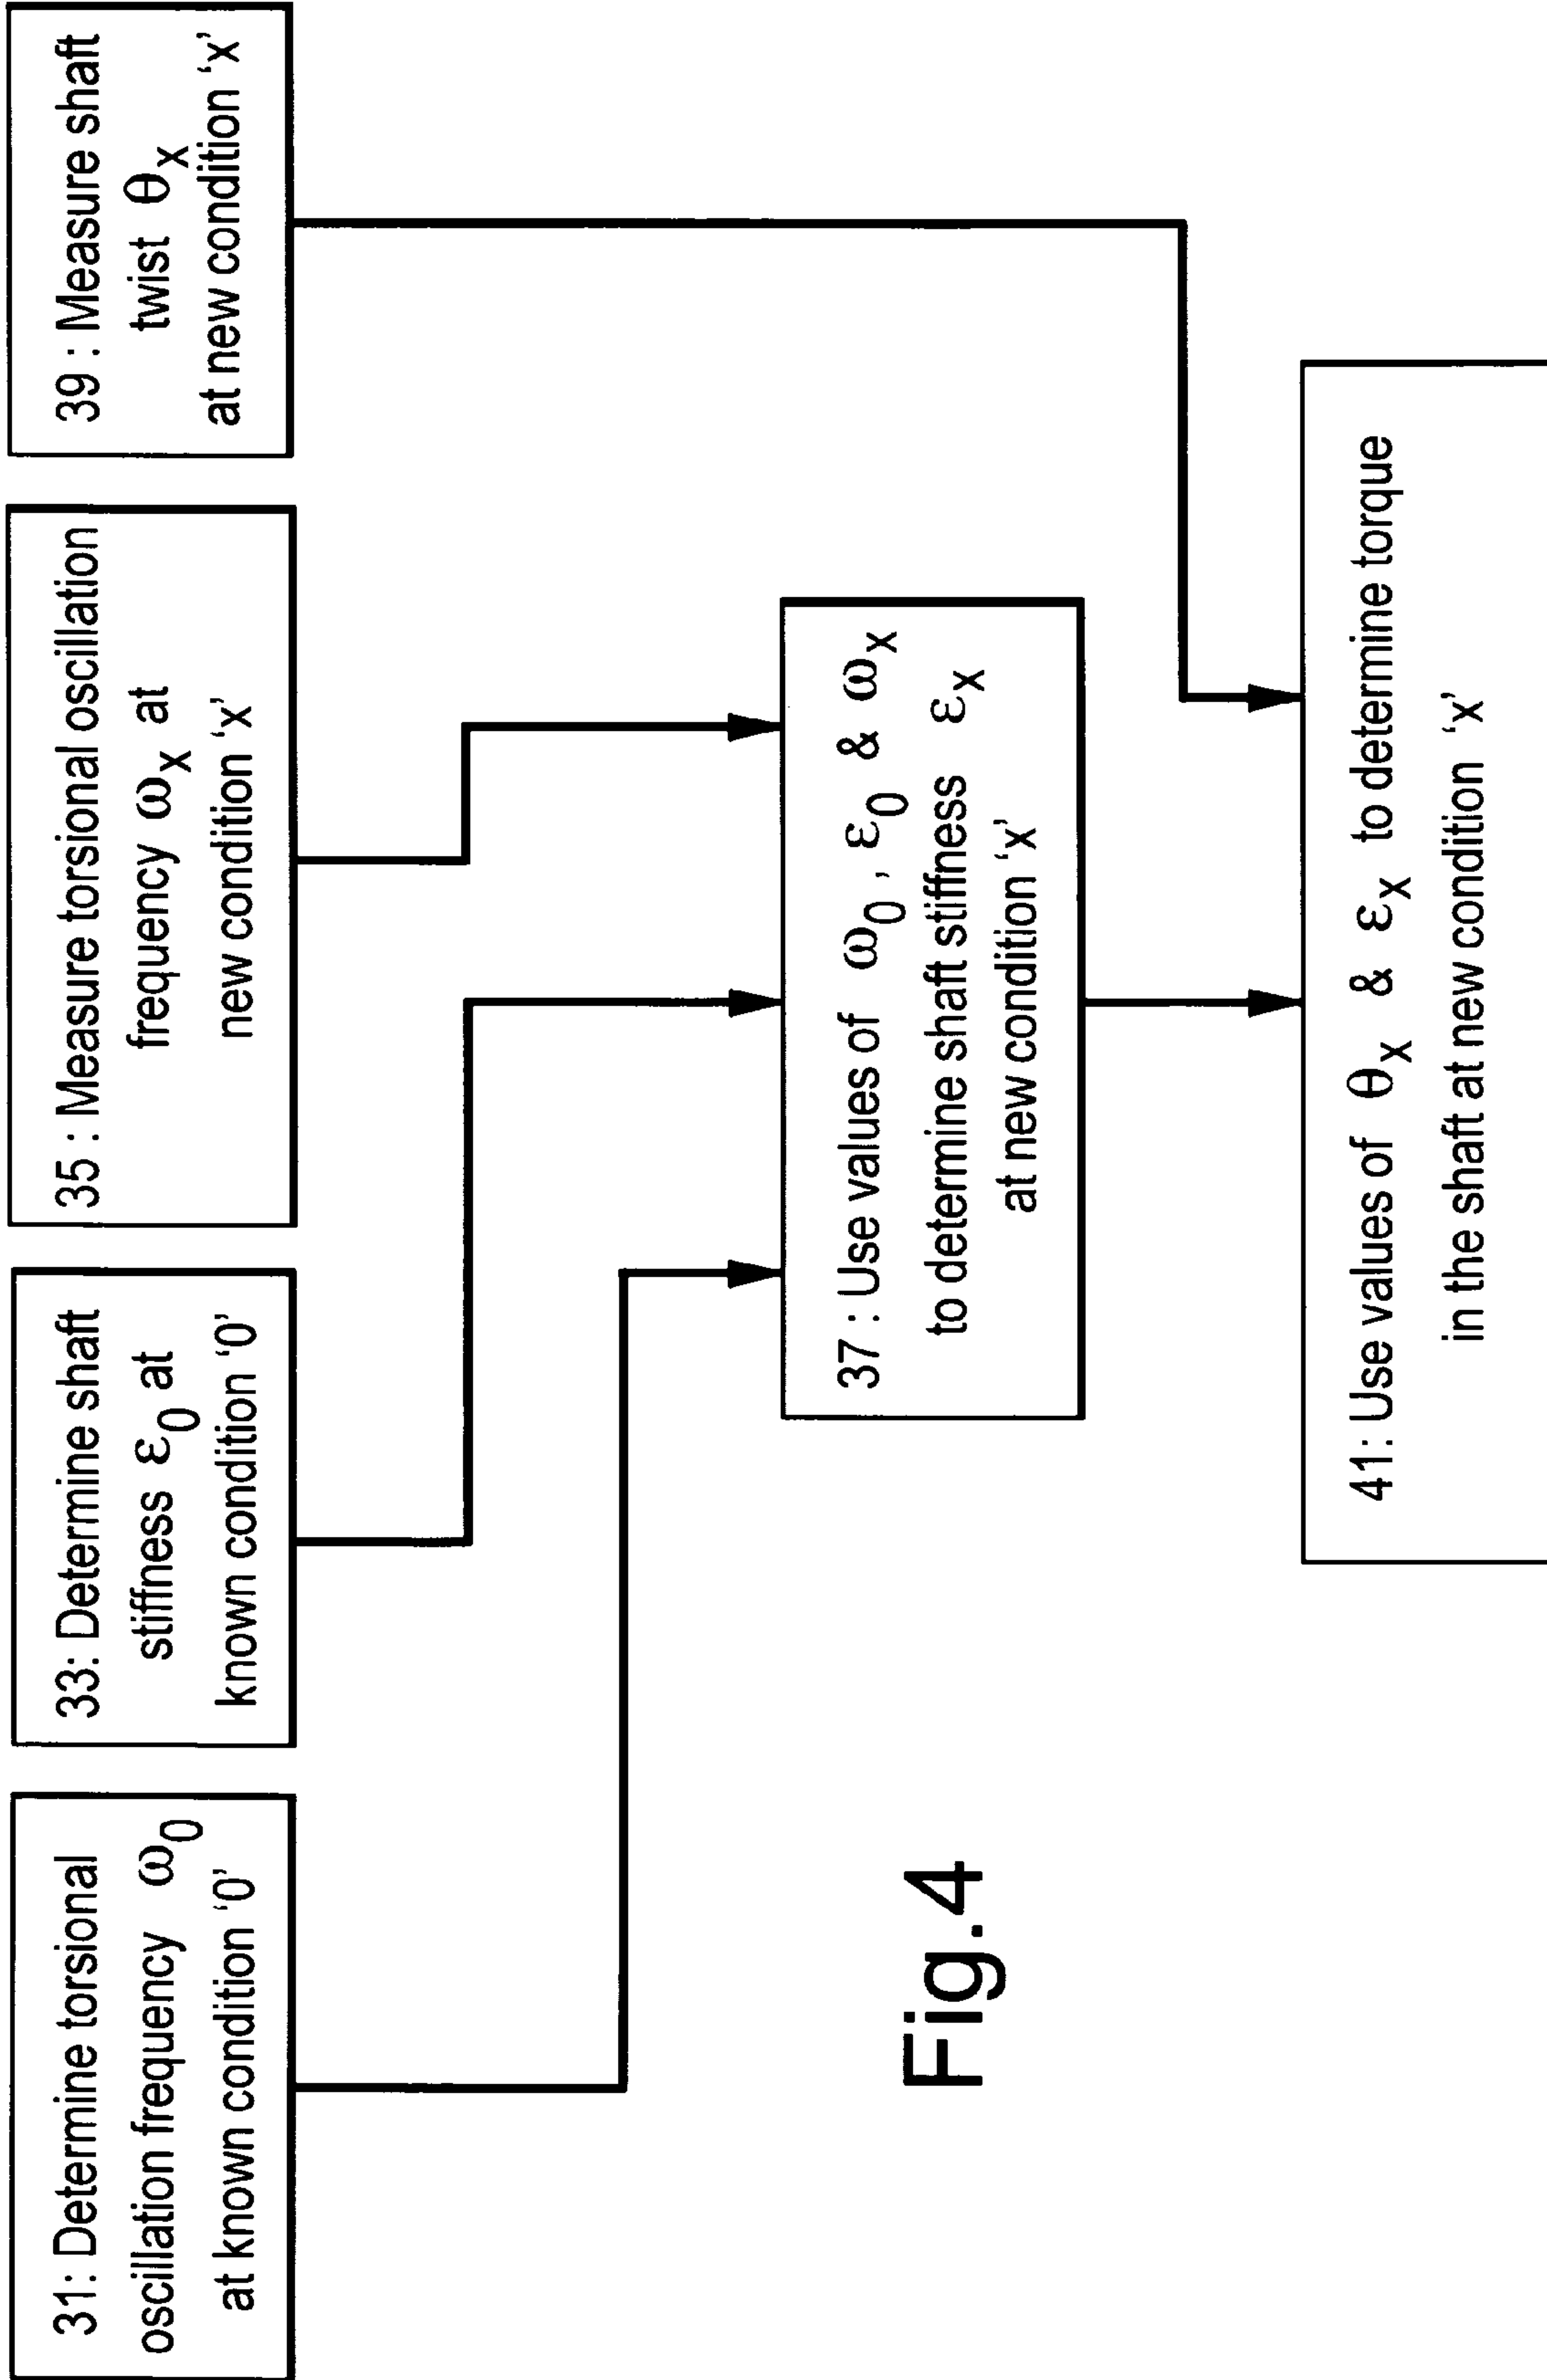 31: Determine torsional
oscillation frequency ω₀
at known condition ‘0’
33: Determine shaft
stiffness ε₀ at
known condition ‘0’
35 : Measure torsional oscillation
frequency ωₓ at
new condition ‘x’
39 : Measure shaft
twist θₓ
at new condition ‘x’
37 : Use values of ω₀ , ε₀ & ωₓ
to determine shaft stiffness εₓ
at new condition ‘x’
41: Use values of θₓ & εₓ to determine torque
in the shaft at new condition ‘x’
Fig.4